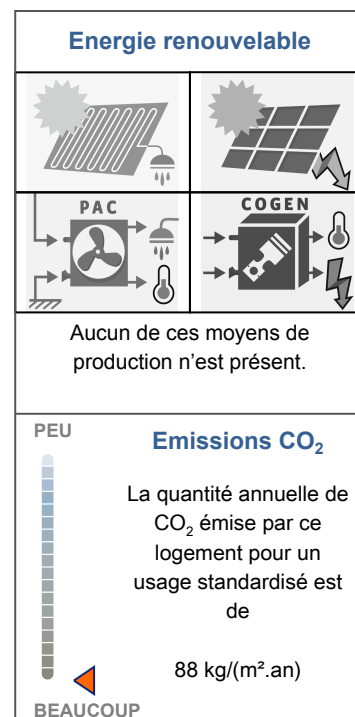 Energie renouvelable
PAC
COGEN
Aucun de ces moyens de
production n’est présent.
PEU
Emissions CO₂
La quantité annuelle de
CO₂ émise par ce
logement pour un
usage standardisé est
de
88 kg/(m².an)
BEAUCOUP